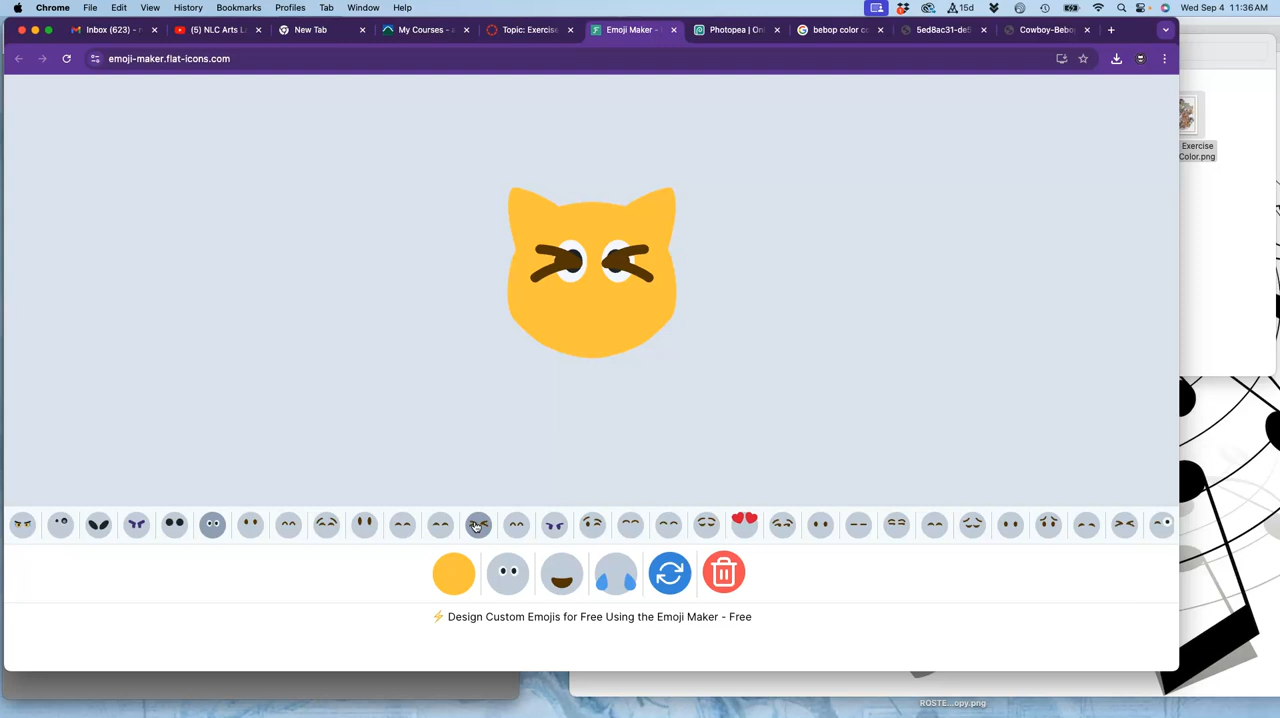 Chrome File Edit View History Bookmarks Profiles Tab Window Help 15d Wed Sep 4 11:36 AM
Inbox (623) - r (5) NLC Arts L New Tab My Courses - Topic: Exercise Emoji Maker - Photopea | On bebop color c 5ed8ac31-de5 Cowboy-Bebo
emoji-maker.flat-icons.com
Exercise
Color.png
⚡ Design Custom Emojis for Free Using the Emoji Maker - Free
ROSTE...opy.png